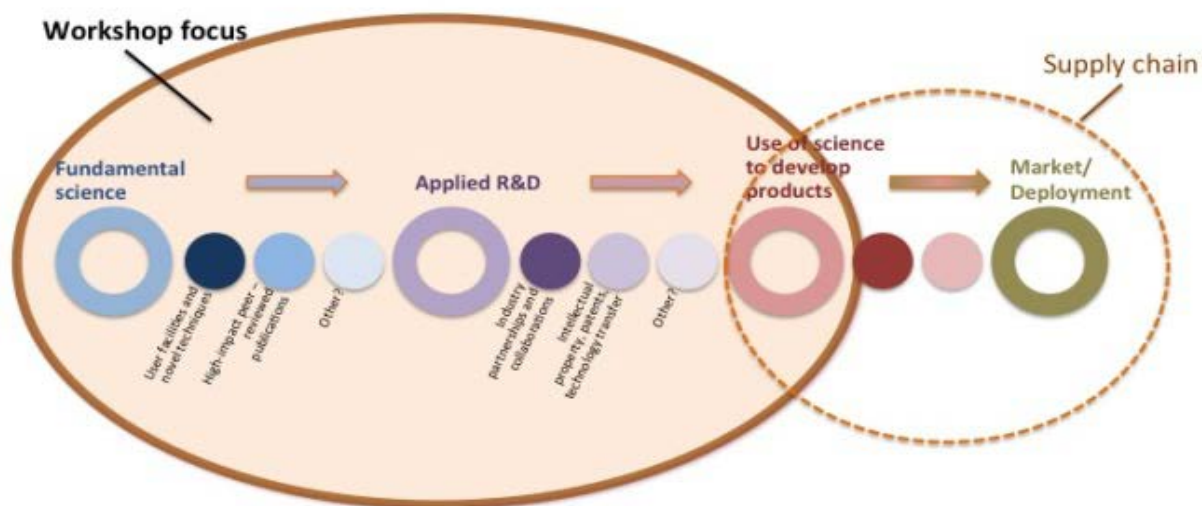 Workshop focus
Supply chain
Fundamental
science
Applied R&D
Use of science
to develop
products
Market/
Deployment
User facilities and
novel techniques
High-impact peer –
reviewed
publications
Other?
Industry
partnerships and
collaborations
Intellectual
property, patents,
technology transfer
Other?